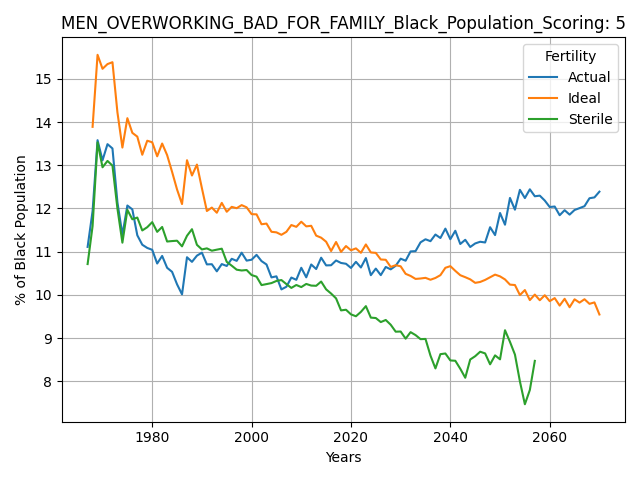 MEN_OVERWORKING_BAD_FOR_FAMILY_Black_Population_Scoring: 5
Fertility
Actual
Ideal
Sterile
% of Black Population
15
14
13
12
11
10
9
8
1980
2000
2020
2040
2060
Years